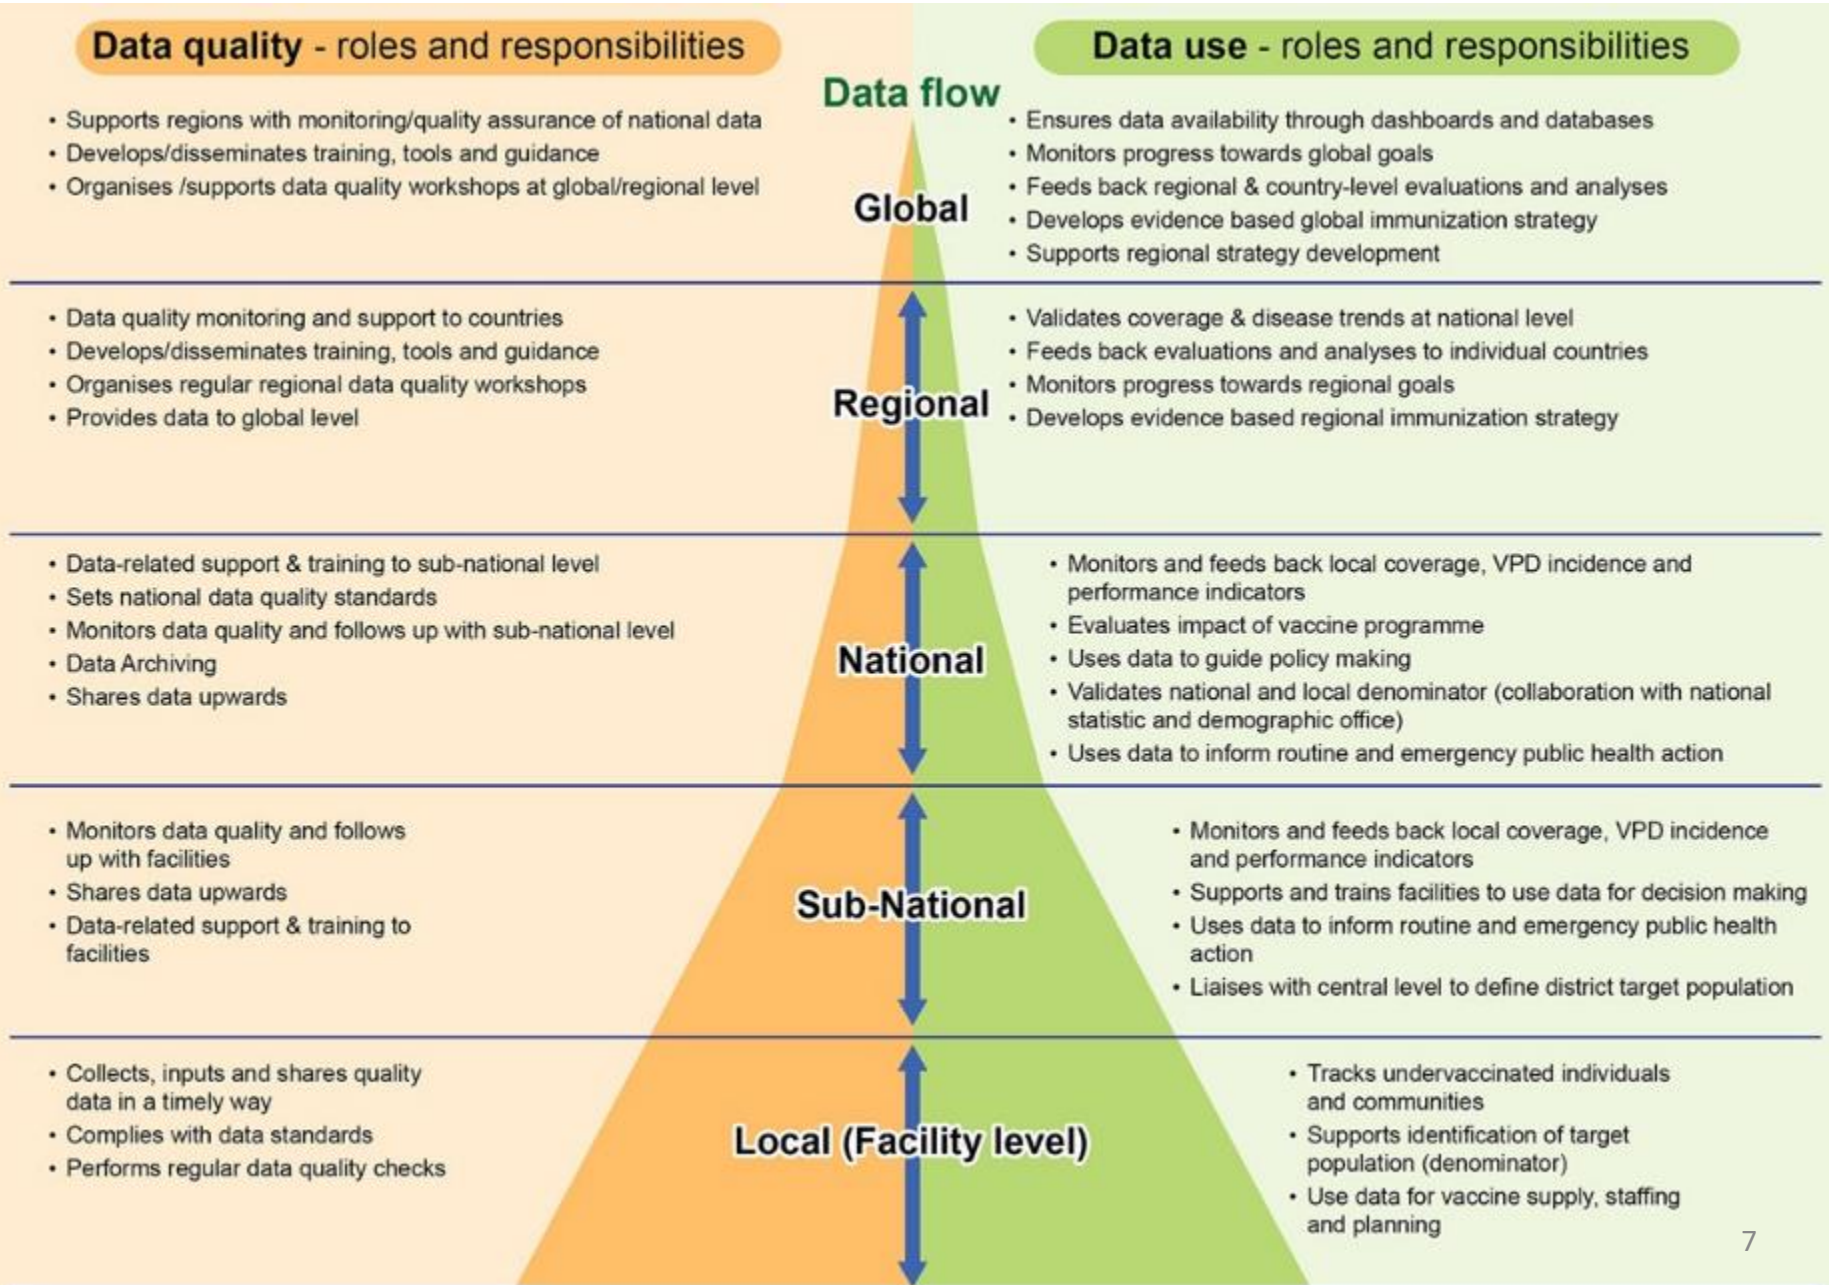 Data quality - roles and responsibilities
Data use - roles and responsibilities
Data flow
• Supports regions with monitoring/quality assurance of national data
• Develops/disseminates training, tools and guidance
• Organises /supports data quality workshops at global/regional level
Global
• Ensures data availability through dashboards and databases
• Monitors progress towards global goals
• Feeds back regional & country-level evaluations and analyses
• Develops evidence based global immunization strategy
• Supports regional strategy development
• Data quality monitoring and support to countries
• Develops/disseminates training, tools and guidance
• Organises regular regional data quality workshops
• Provides data to global level
Regional
• Validates coverage & disease trends at national level
• Feeds back evaluations and analyses to individual countries
• Monitors progress towards regional goals
• Develops evidence based regional immunization strategy
• Data-related support & training to sub-national level
• Sets national data quality standards
• Monitors data quality and follows up with sub-national level
• Data Archiving
• Shares data upwards
National
• Monitors and feeds back local coverage, VPD incidence and
performance indicators
• Evaluates impact of vaccine programme
• Uses data to guide policy making
• Validates national and local denominator (collaboration with national
statistic and demographic office)
• Uses data to inform routine and emergency public health action
• Monitors data quality and follows
up with facilities
• Shares data upwards
• Data-related support & training to
facilities
Sub-National
• Monitors and feeds back local coverage, VPD incidence
and performance indicators
• Supports and trains facilities to use data for decision making
• Uses data to inform routine and emergency public health
action
• Liaises with central level to define district target population
• Collects, inputs and shares quality
data in a timely way
• Complies with data standards
• Performs regular data quality checks
Local (Facility level)
• Tracks undervaccinated individuals
and communities
• Supports identification of target
population (denominator)
• Use data for vaccine supply, staffing
and planning
7